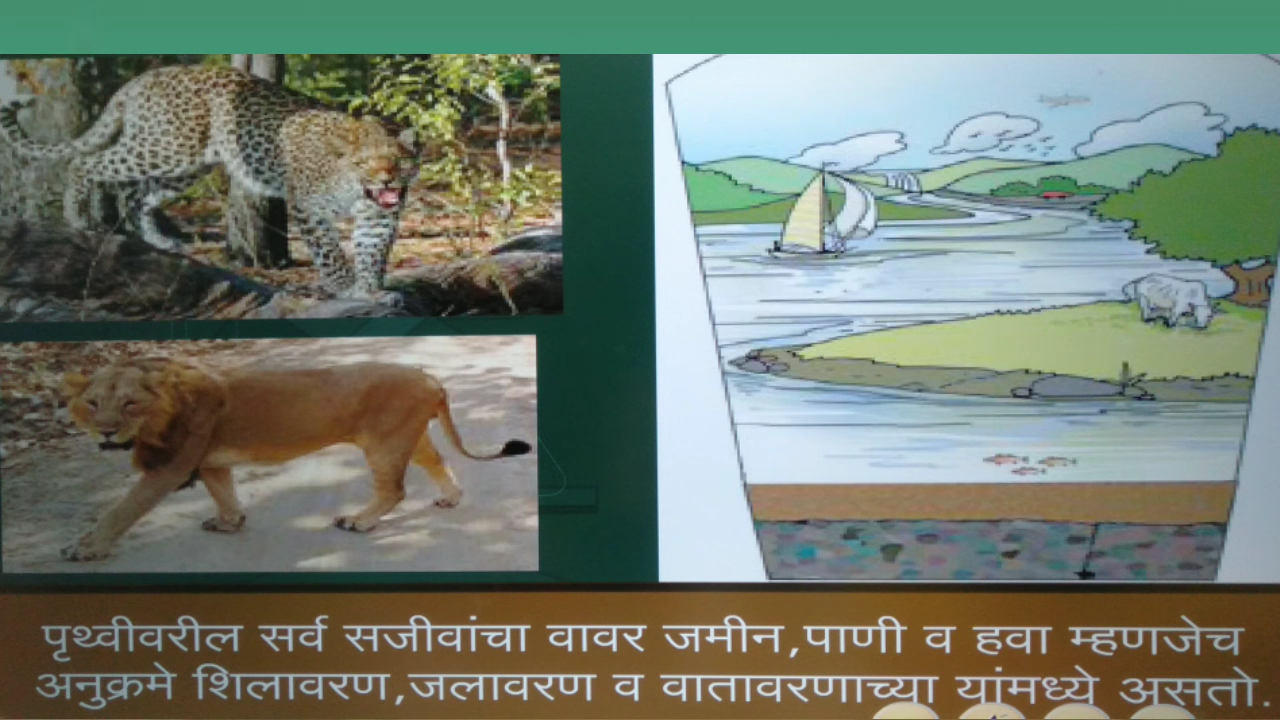 पृथ्वीवरील सर्व सजीवांचा वावर जमीन,पाणी व हवा म्हणजेच
अनुक्रमे शिलावरण,जलावरण व वातावरणाच्या यांमध्ये असतो.